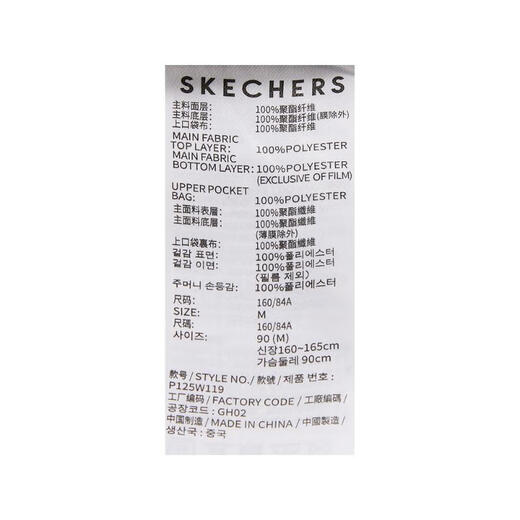 SKECHERS
主料面层: 100%聚酯纤维
主料底层: 100%聚酯纤维(膜除外)
上口袋布: 100%聚酯纤维
MAIN FABRIC
TOP LAYER: 100%POLYESTER
MAIN FABRIC
BOTTOM LAYER: 100%POLYESTER
(EXCLUSIVE OF FILM)
UPPER POCKET
BAG: 100%POLYESTER
主面料表層: 100%聚酯纖維
主面料底層: 100%聚酯纖維
(薄膜除外)
上口袋裏布: 100%聚酯纖維
겉감 표면: 100%폴리에스터
겉감 이면: 100%폴리에스터
(필름 제외)
주머니 손등감: 100%폴리에스터
尺码: 160/84A
SIZE: M
尺碼: 160/84A
사이즈: 90 (M)
신장160~165cm
가슴둘레 90cm
款号/ STYLE NO./ 款號/ 제품 번호:
P125W119
工厂编码 / FACTORY CODE / 工廠編碼 /
공장코드 : GH02
中国制造 / MADE IN CHINA / 中國製造 /
생산국 : 중국